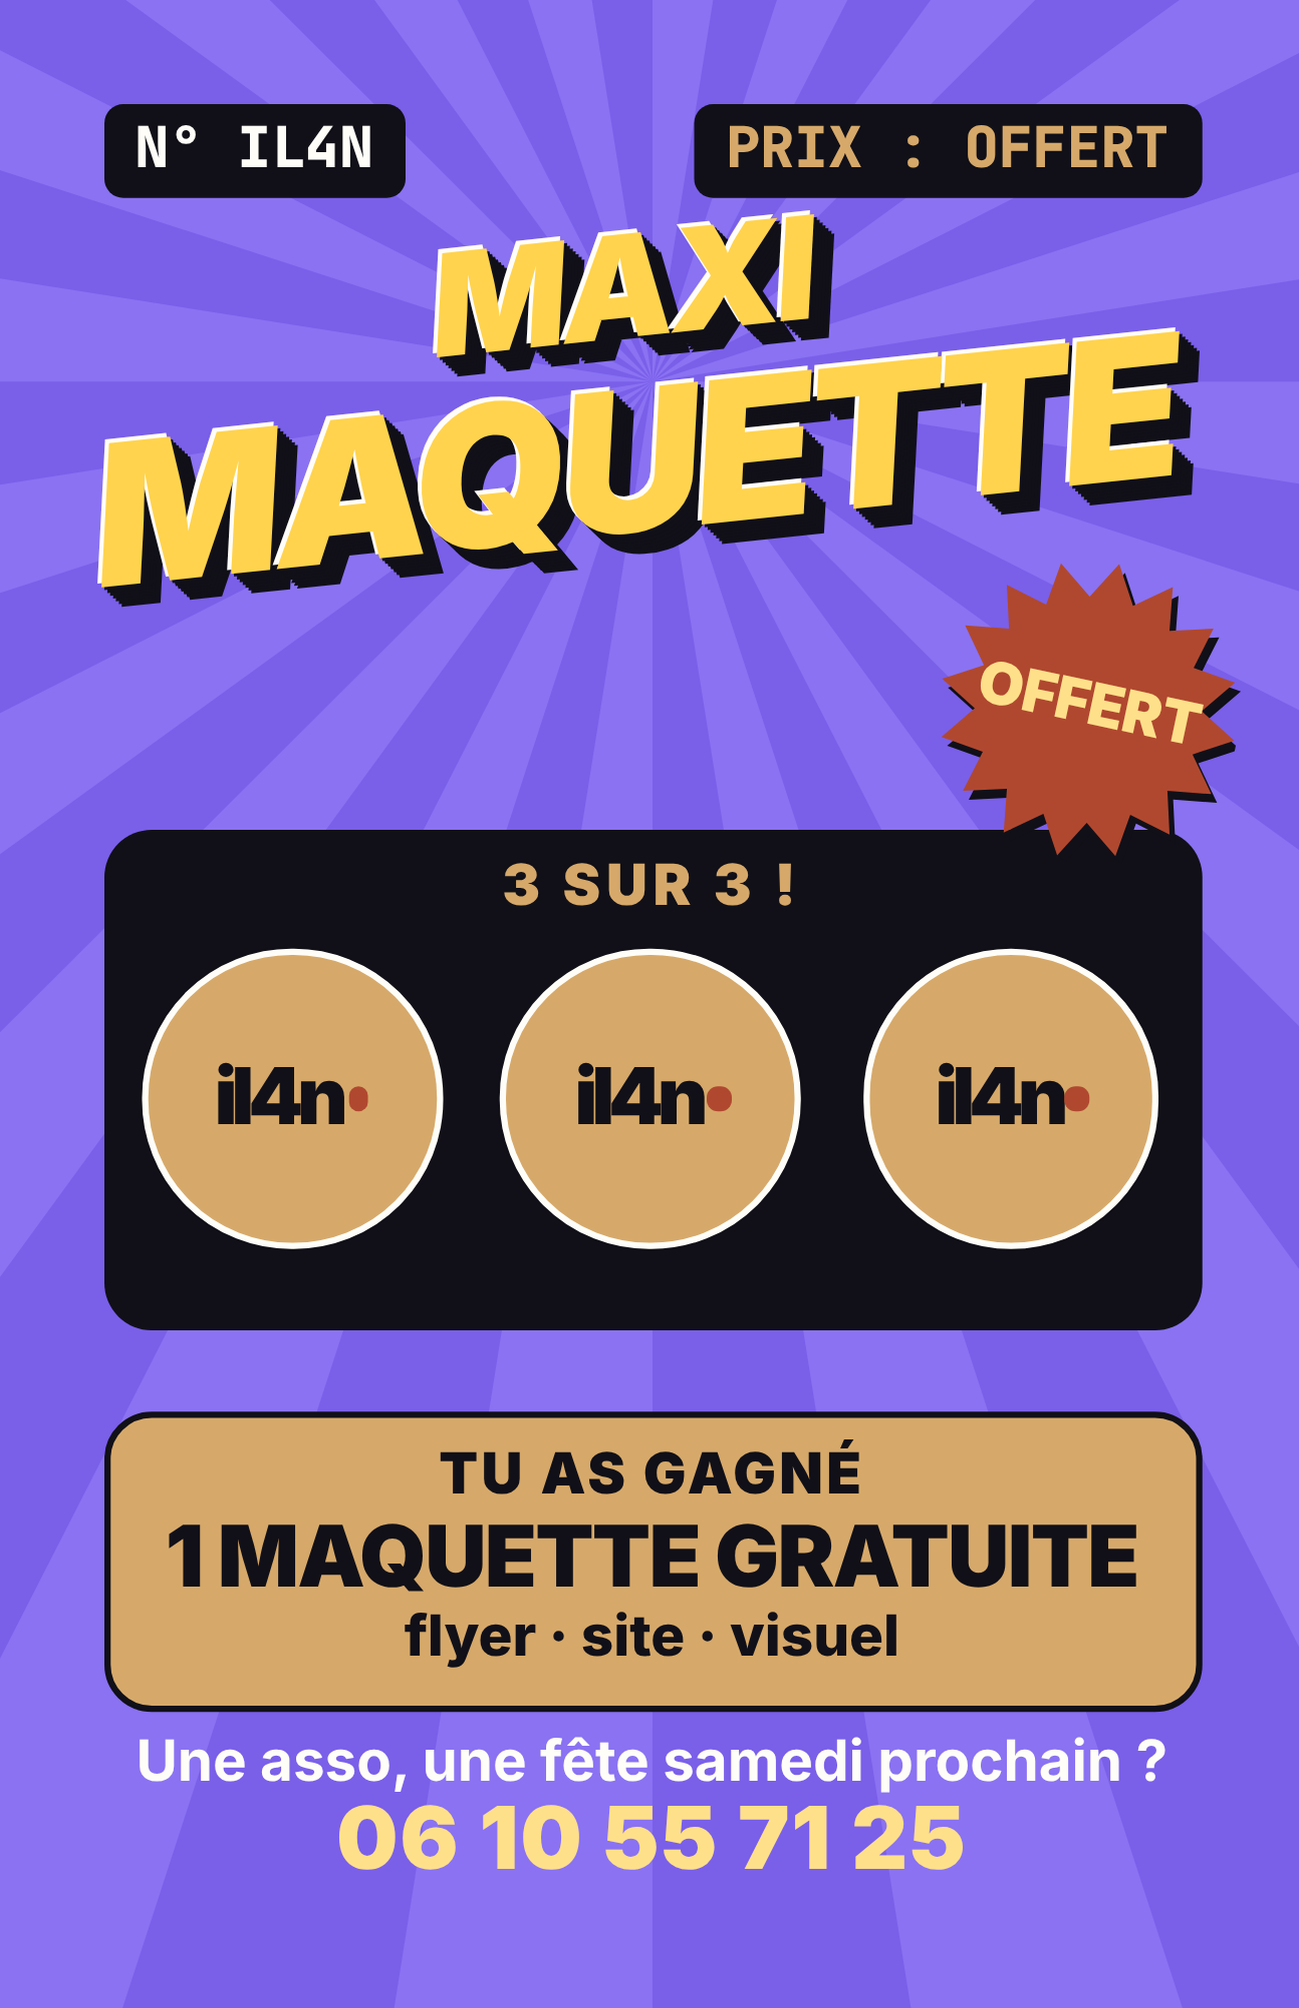 N° IL4N
PRIX : OFFERT
MAXI
MAQUETTE
OFFERT
3 SUR 3 !
il4n
il4n
il4n
TU AS GAGNÉ
1 MAQUETTE GRATUITE
flyer · site · visuel
Une asso, une fête samedi prochain ?
06 10 55 71 25